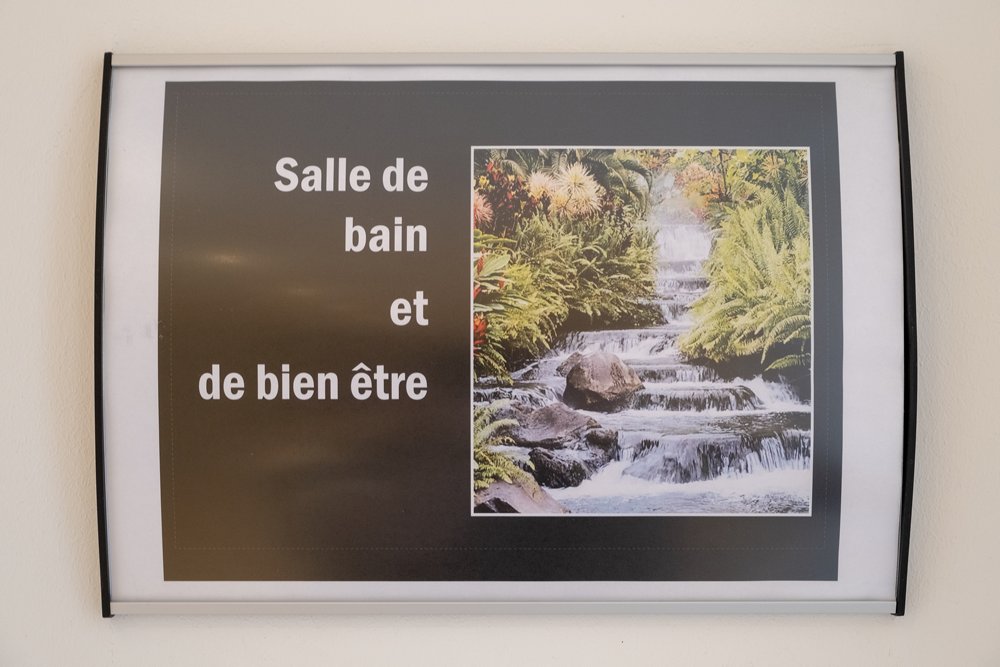 Salle de
bain
et
de bien être